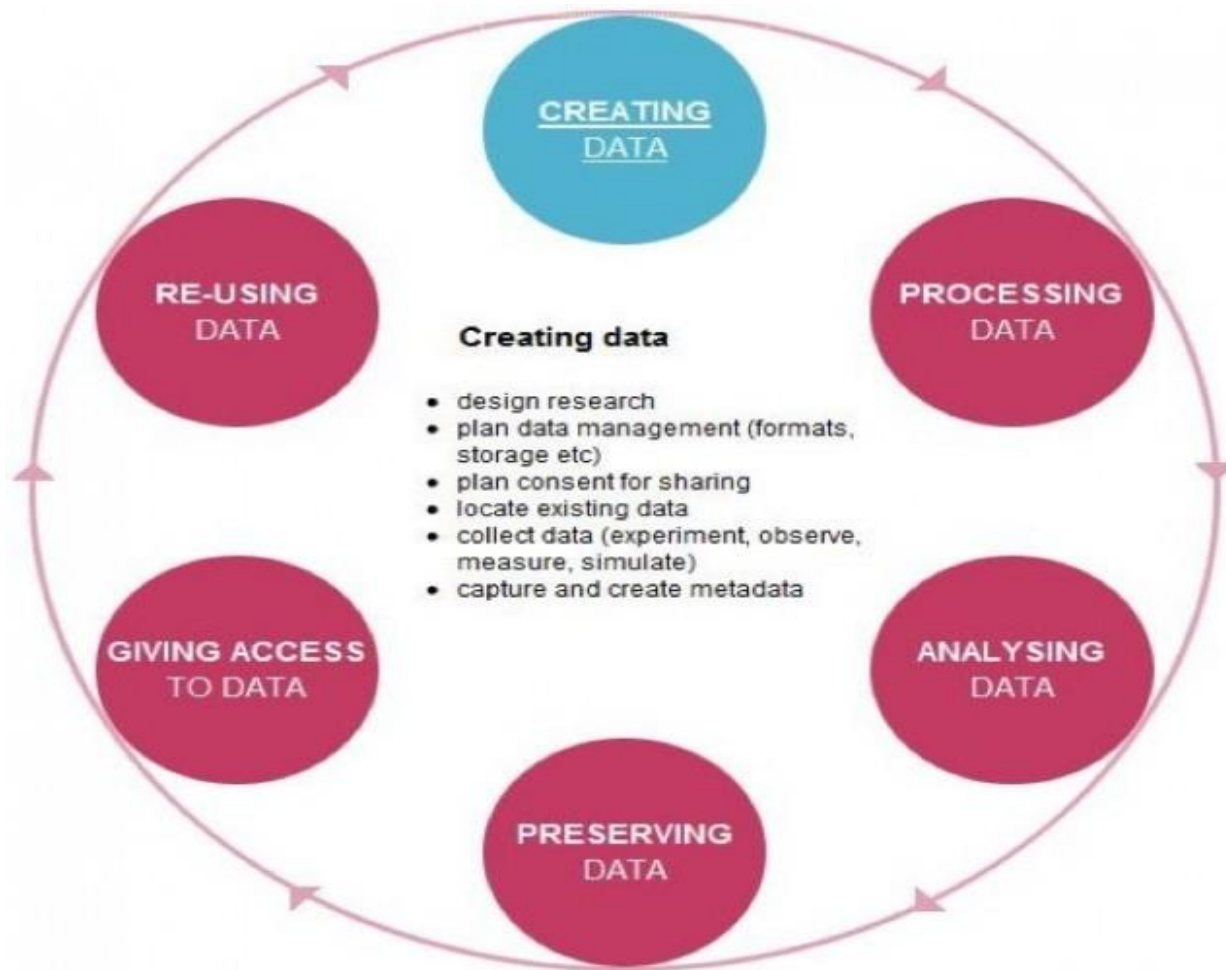 CREATING
DATA
PROCESSING
DATA
ANALYSING
DATA
PRESERVING
DATA
GIVING ACCESS
TO DATA
RE-USING
DATA
Creating data
• design research
• plan data management (formats,
storage etc)
• plan consent for sharing
• locate existing data
• collect data (experiment, observe,
measure, simulate)
• capture and create metadata